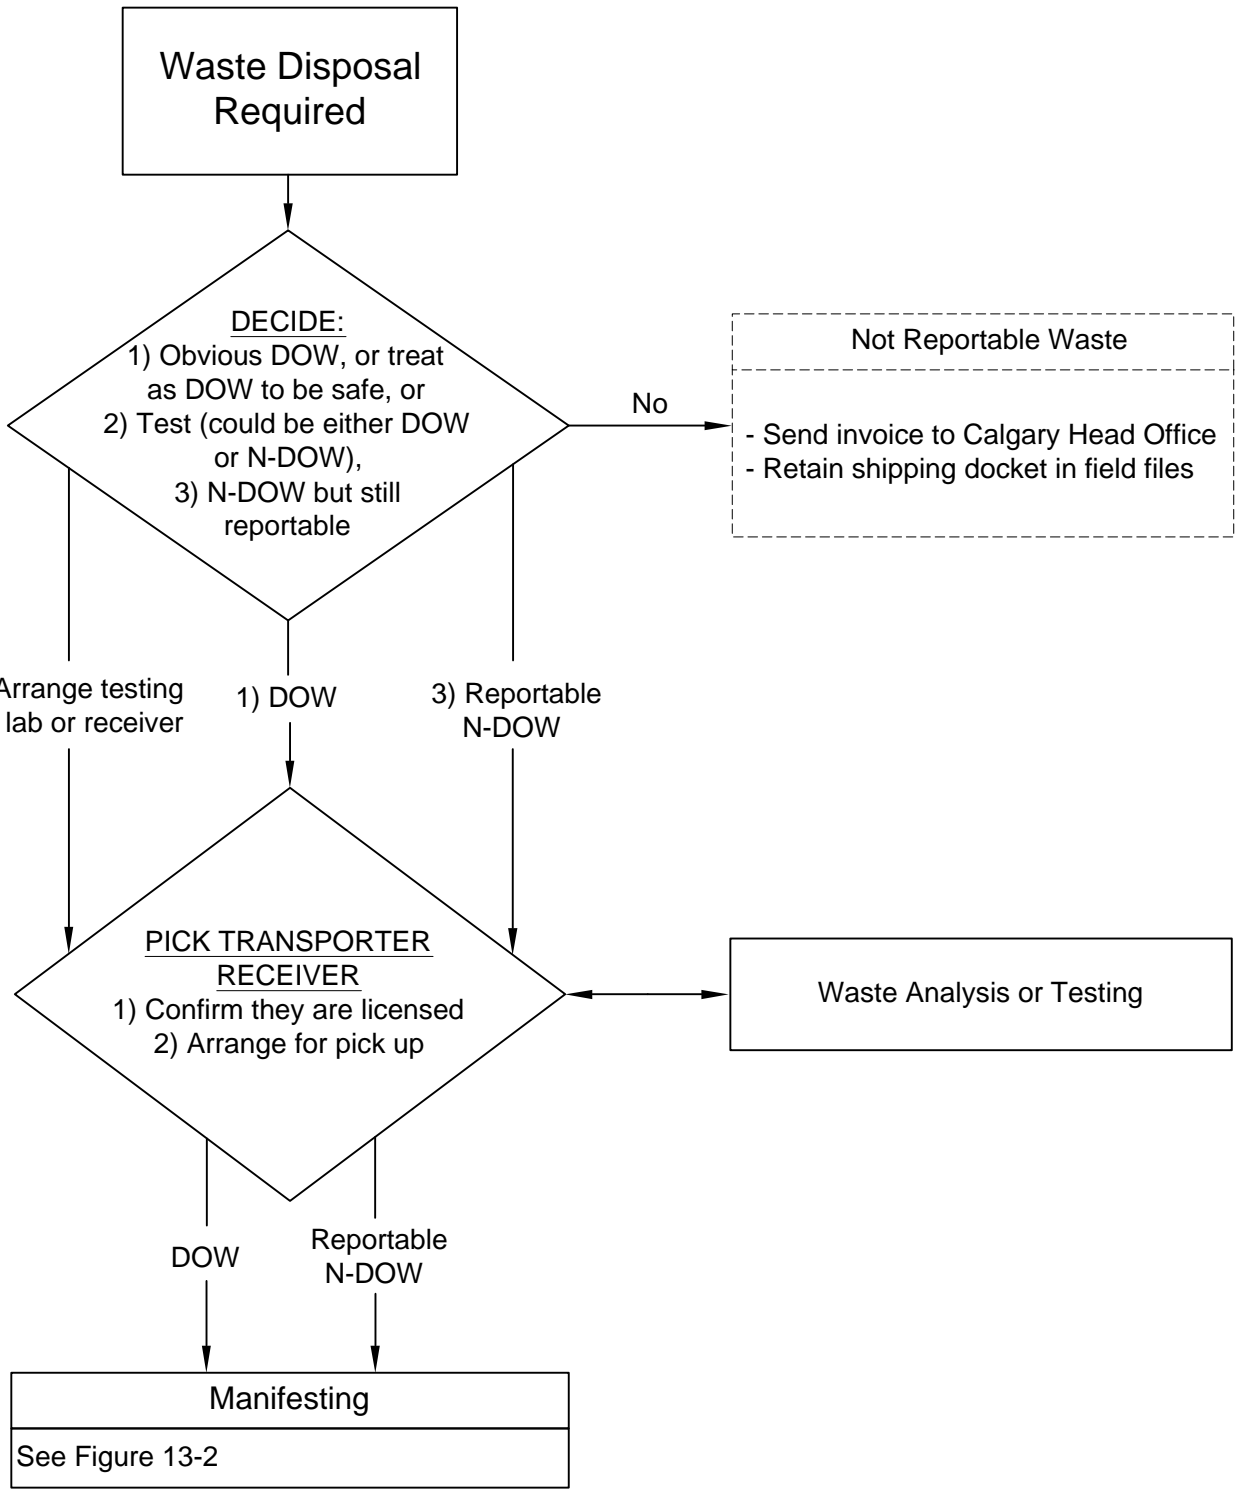 Waste Disposal
Required
DECIDE:
1) Obvious DOW, or treat
as DOW to be safe, or
2) Test (could be either DOW
or N-DOW),
3) N-DOW but still
reportable
No
Not Reportable Waste
- Send invoice to Calgary Head Office
- Retain shipping docket in field files
Arrange testing
lab or receiver
1) DOW
3) Reportable
N-DOW
PICK TRANSPORTER
RECEIVER
1) Confirm they are licensed
2) Arrange for pick up
Waste Analysis or Testing
DOW
Reportable
N-DOW
Manifesting
See Figure 13-2